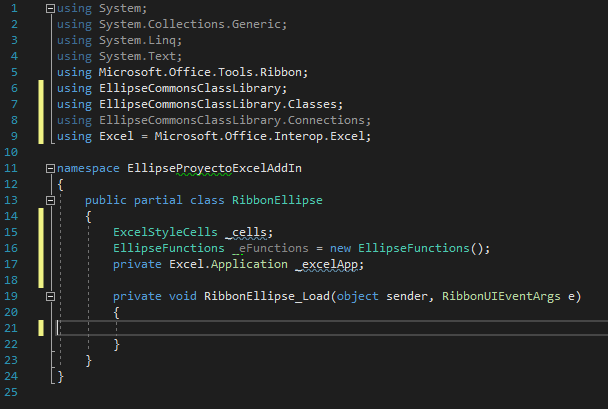 1 using System;
2 using System.Collections.Generic;
3 using System.Linq;
4 using System.Text;
5 using Microsoft.Office.Tools.Ribbon;
6 using EllipseCommonsClassLibrary;
7 using EllipseCommonsClassLibrary.Classes;
8 using EllipseCommonsClassLibrary.Connections;
9 using Excel = Microsoft.Office.Interop.Excel;
10
11 namespace EllipseProyectoExcelAddIn
12 {
13     public partial class RibbonEllipse
14     {
15         ExcelStyleCells _cells;
16         EllipseFunctions _eFunctions = new EllipseFunctions();
17         private Excel.Application _excelApp;
18
19         private void RibbonEllipse_Load(object sender, RibbonUIEventArgs e)
20         {
21
22         }
23     }
24 }
25